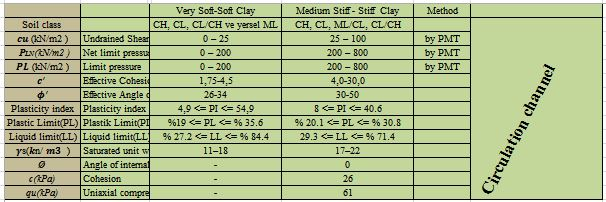 Very Soft-Soft Clay Medium Stiff - Stiff Clay Method
Soil class CH, CL, CL/CH ve yersel ML CH, CL, ML/CL, CL/CH
cu (kN/m2 ) Undrained Shear 0 – 25 25 – 100 by PMT
PLN(kN/m2 ) Net limit pressu 0 – 200 200 – 800 by PMT
PL (kN/m2 ) Limit pressure 0 – 200 200 – 800 by PMT
c' Effective Cohesic 1,75-4,5 4,0-30,0
ϕ' Effective Angle o 26-34 30-50
Plasticity index Plasticity index 4,9 <= PI <= 54,9 8 <= PI <= 40.6
Plastic Limit(PL) Plastik Limit(PI %19 <= PL <= % 35.6 % 20.1 <= PL <= % 30.8
Liquid limit(LL) Liquid limit(LL) % 27.2 <= LL <= % 84.4 29.3 <= LL <= % 71.4
γs(kn/ m3 ) Saturated unit w 11–18 17–22
Ø Angle of internal - 0
c(kPa) Cohesion - 26
qu(kPa) Uniaxial compre - 61
Circulation channel